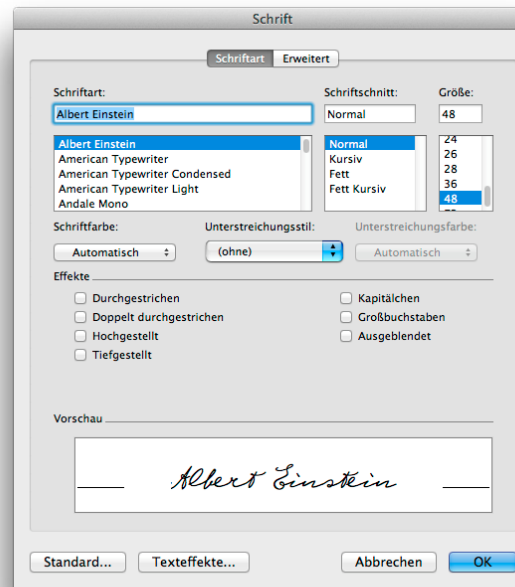 Schrift
Schriftart Erweitert
Schriftart: Schriftschnitt: Größe:
Albert Einstein Normal 48
Albert Einstein Normal 24
American Typewriter Kursiv 26
American Typewriter Condensed Fett 28
American Typewriter Light Fett Kursiv 36
Andale Mono 48
Schriftfarbe: Unterstreichungsstil: Unterstreichungsfarbe:
Automatisch (ohne) Automatisch
Effekte
Durchgestrichen Kapitälchen
Doppelt durchgestrichen Großbuchstaben
Hochgestellt Ausgeblendet
Tiefgestellt
Vorschau
Albert Einstein
Standard... Texteffekte... Abbrechen OK